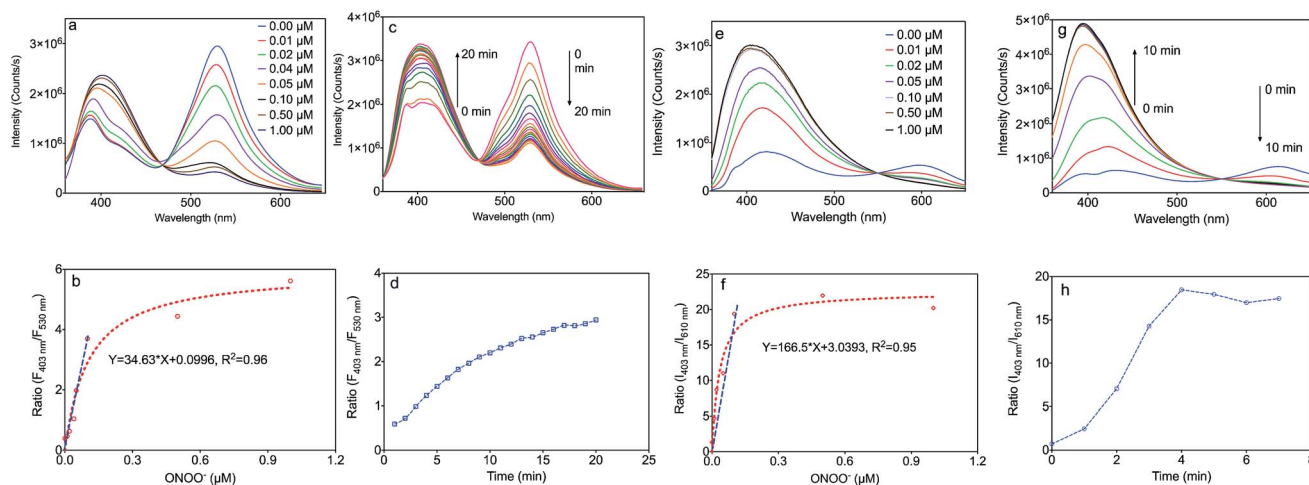 a
0.00 μM
0.01 μM
0.02 μM
0.04 μM
0.05 μM
0.10 μM
0.50 μM
1.00 μM
3×10⁶
2×10⁶
1×10⁶
0
400 500 600
Intensity (Counts/s)
Wavelength (nm)
c
20 min
0 min
0
min
20 min
4×10⁶
3×10⁶
2×10⁶
1×10⁶
0
400 500 600
Intensity (Counts/s)
Wavelength (nm)
e
0.00 μM
0.01 μM
0.02 μM
0.05 μM
0.10 μM
0.50 μM
1.00 μM
3×10⁶
2×10⁶
1×10⁶
0
400 500 600
Intensity (Counts/s)
Wavelength (nm)
g
10 min
0 min
0 min
10 min
5×10⁶
4×10⁶
3×10⁶
2×10⁶
1×10⁶
0
400 500 600
Intensity (Counts/s)
Wavelength (nm)
b
Y=34.63*X+0.0996, R²=0.96
6
4
2
0
0.0 0.3 0.6 0.9 1.2
Ratio (F403 nm/F530 nm)
ONOO⁻ (μM)
d
4
3
2
1
0
0 5 10 15 20 25
Ratio (F403 nm/F530 nm)
Time (min)
f
Y=166.5*X+3.0393, R²=0.95
25
20
15
10
5
0
0.0 0.3 0.6 0.9 1.2
Ratio (I403 nm/I610 nm)
ONOO⁻ (μM)
h
20
15
10
5
0
0 2 4 6 8
Ratio (I403 nm/I610 nm)
Time (min)